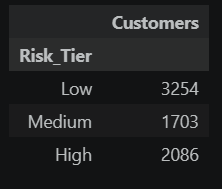 Customers
Risk_Tier
Low 3254
Medium 1703
High 2086